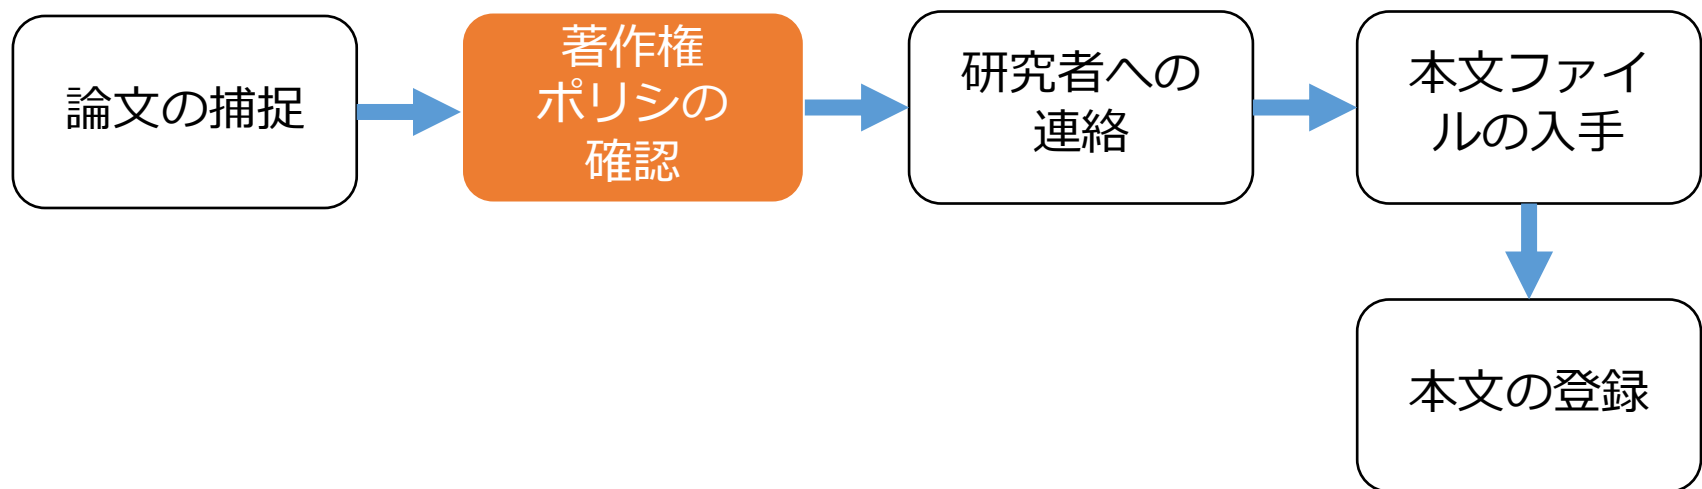 論文の捕捉
著作権
ポリシの
確認
研究者への
連絡
本文ファイ
ルの入手
本文の登録